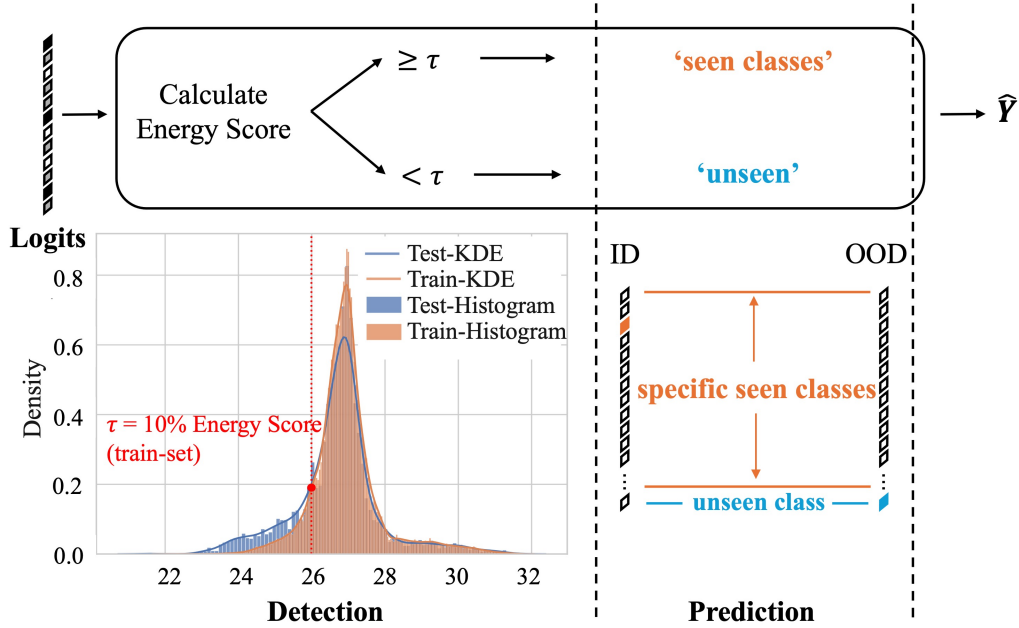 Calculate
Energy Score
≥ τ
‘seen classes’
< τ
‘unseen’
Ŷ
Logits
Test-KDE
Train-KDE
Test-Histogram
Train-Histogram
Density
0.8
0.6
0.4
0.2
0.0
τ = 10% Energy Score
(train-set)
22 24 26 28 30 32
Detection
ID
OOD
specific seen classes
...
...
unseen class
Prediction